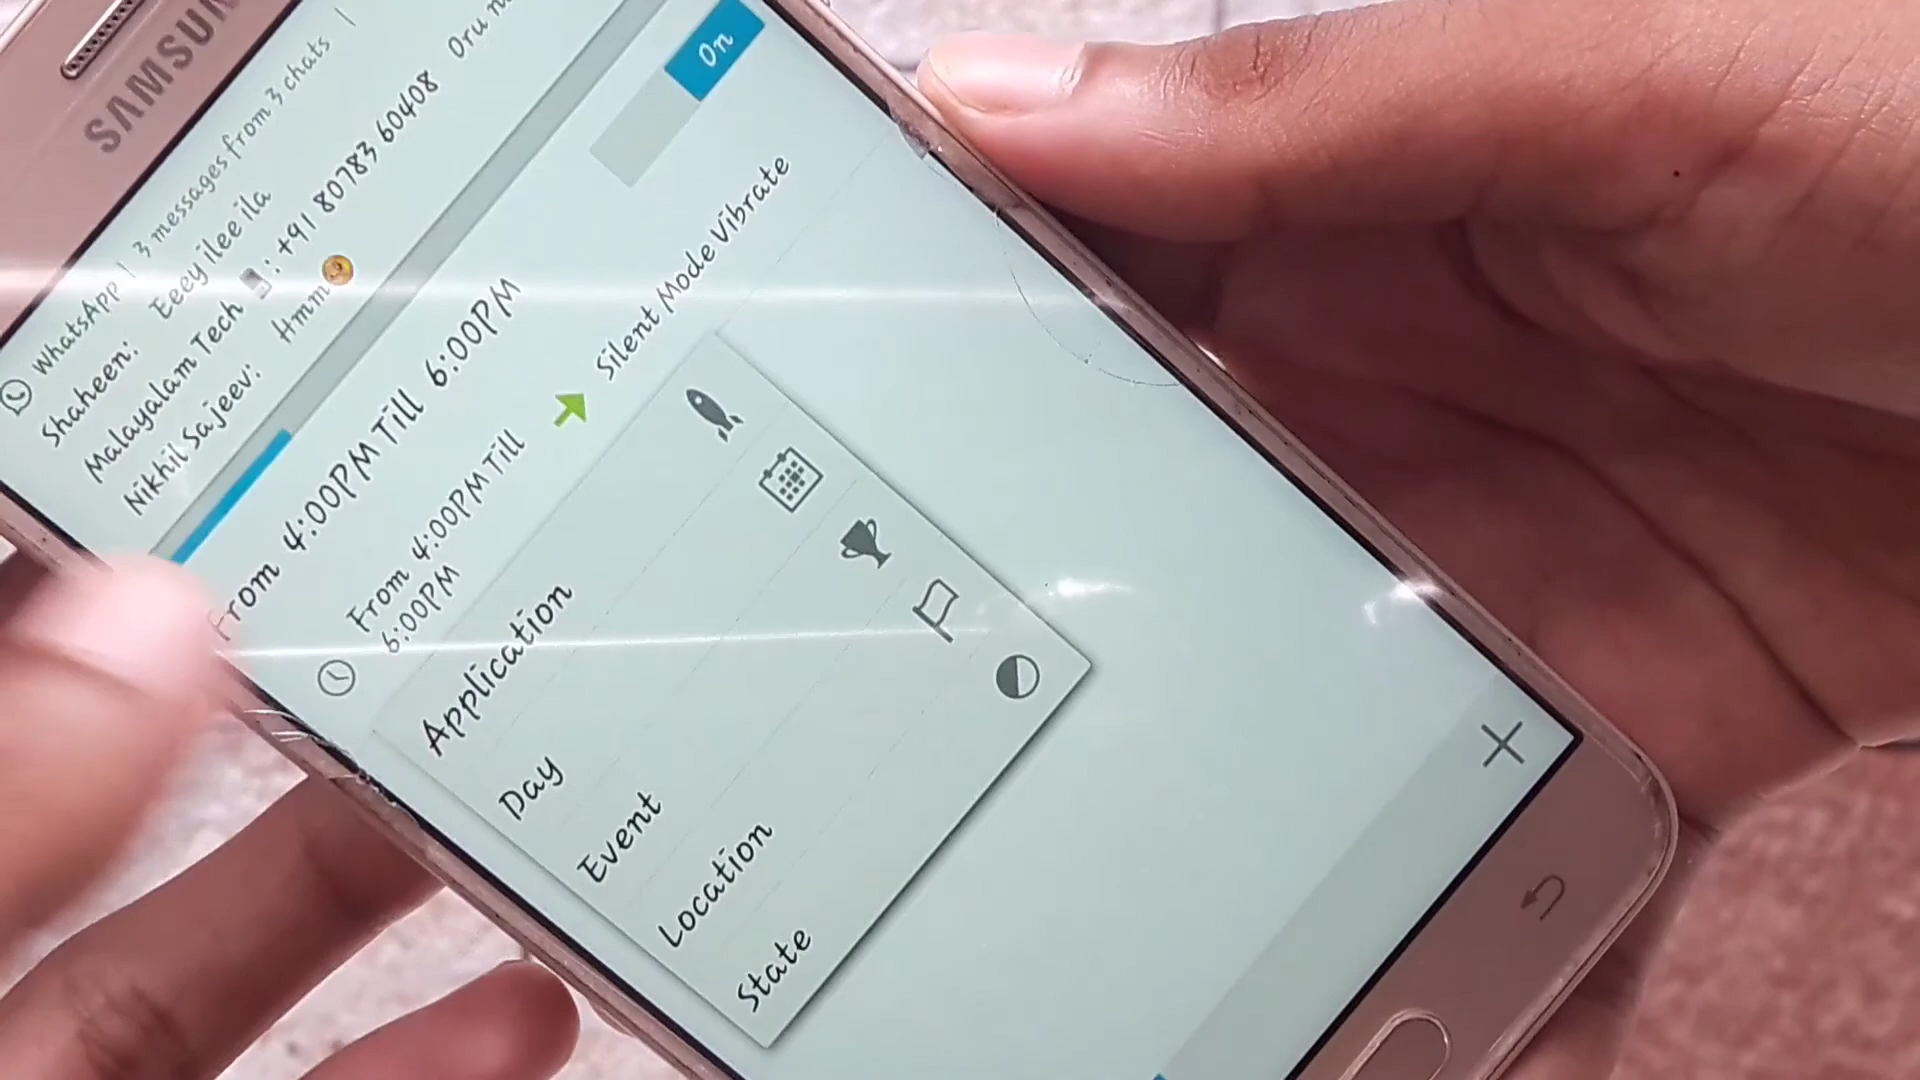 SAMSUN
WhatsApp | 3 messages from 3 chats |
Shaheen: Eeey ilee ila
Malayalam Tech : +91 80783 60408 Oru
Nikhil Sajeev: Hmm
From 4:00PM Till 6:00PM
On
From 4:00PM Till
6:00PM
Silent Mode Vibrate
Application
Day
Event
Location
State